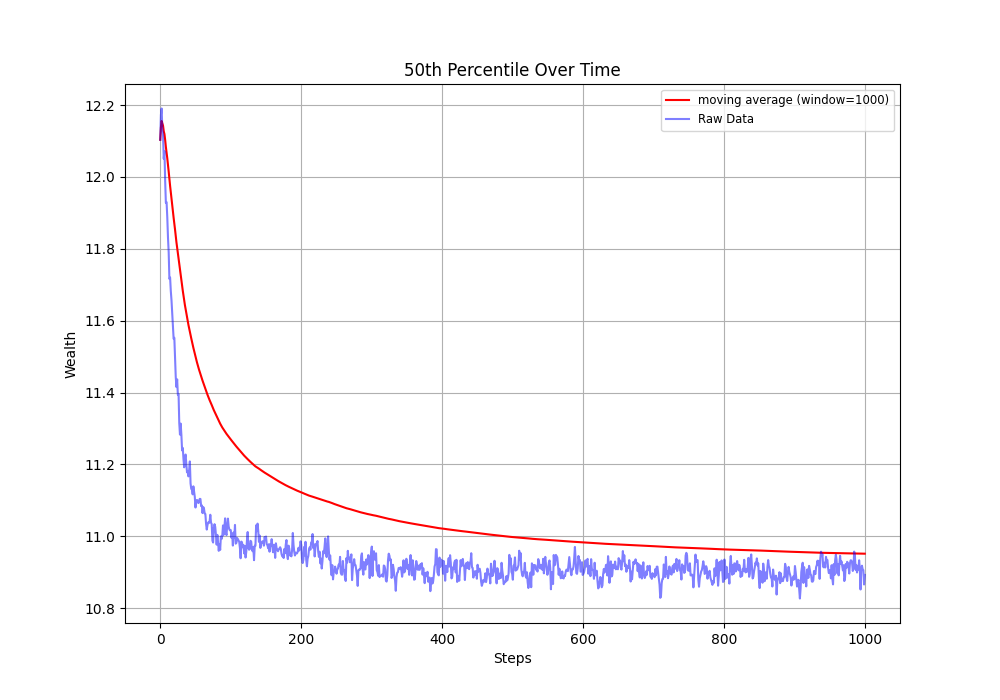 50th Percentile Over Time
moving average (window=1000)
Raw Data
12.2
12.0
11.8
11.6
11.4
11.2
11.0
10.8
Wealth
0 200 400 600 800 1000
Steps